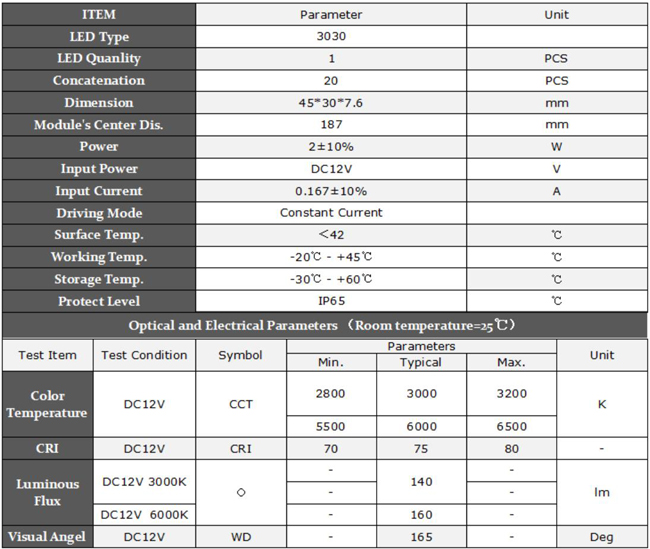 ITEM Parameter Unit
LED Type 3030
LED Quanlity 1 PCS
Concatenation 20 PCS
Dimension 45*30*7.6 mm
Module's Center Dis. 187 mm
Power 2±10% W
Input Power DC12V V
Input Current 0.167±10% A
Driving Mode Constant Current
Surface Temp. ＜42 ℃
Working Temp. -20℃ - +45℃ ℃
Storage Temp. -30℃ - +60℃ ℃
Protect Level IP65 ℃
Optical and Electrical Parameters （Room temperature=25℃）
Test Item Test Condition Symbol Parameters Unit
Min. Typical Max.
Color Temperature DC12V CCT 2800 3000 3200 K
5500 6000 6500
CRI DC12V CRI 70 75 80 -
Luminous Flux DC12V 3000K - 140 - lm
- -
DC12V 6000K - 160 -
Visual Angel DC12V WD - 165 - Deg